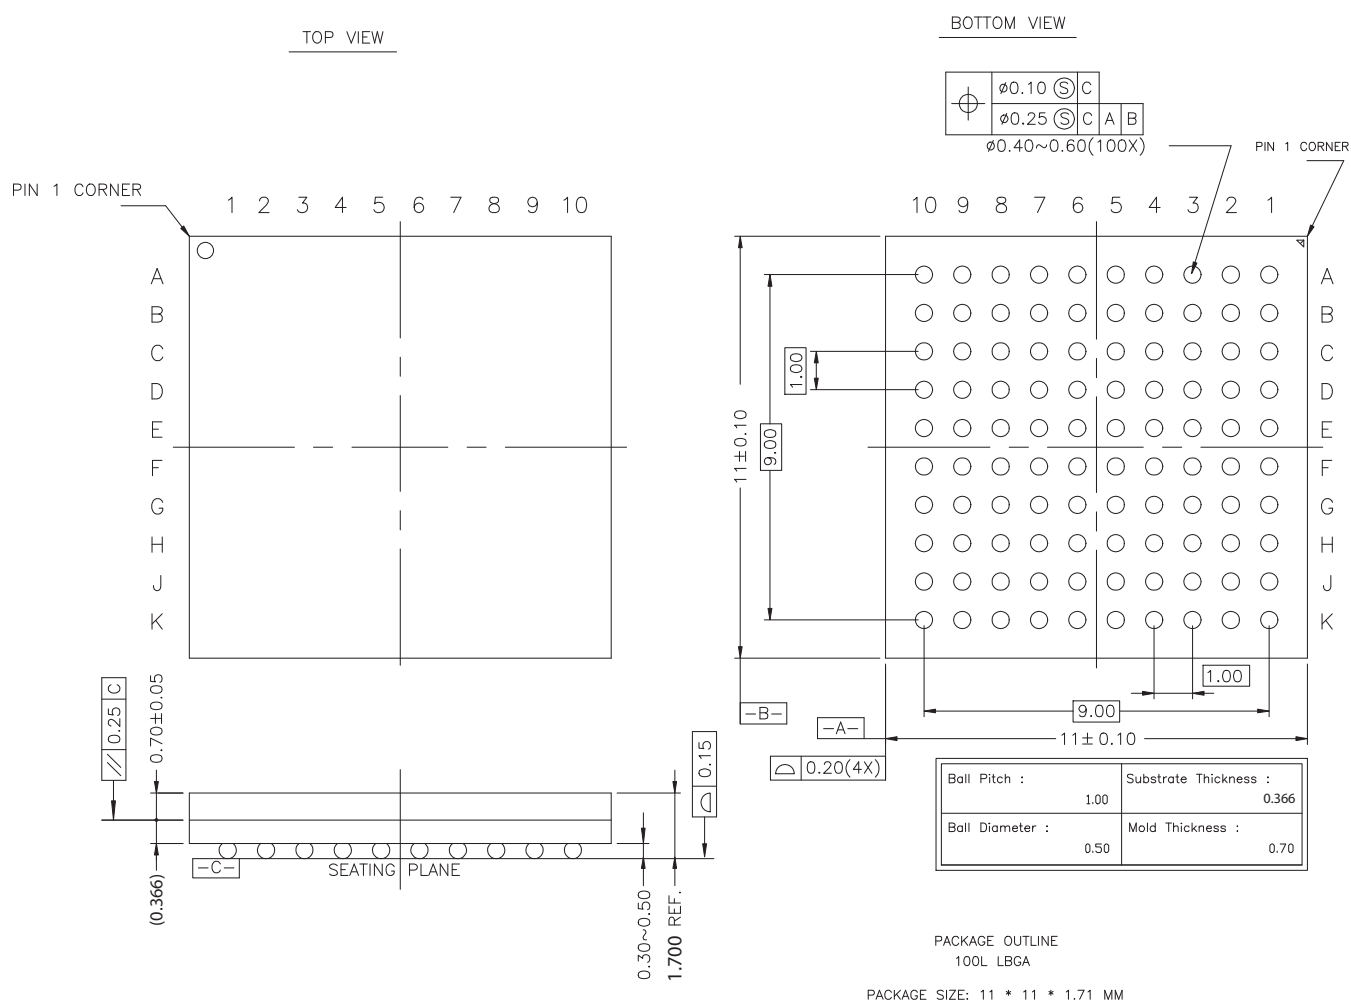 TOP VIEW
BOTTOM VIEW
ø0.10 Ⓢ C
ø0.25 Ⓢ C A B
ø0.40~0.60(100X)
PIN 1 CORNER
PIN 1 CORNER
1 2 3 4 5 6 7 8 9 10
10 9 8 7 6 5 4 3 2 1
A
B
C
D
E
F
G
H
J
K
A
B
C
D
E
F
G
H
J
K
1.00
9.00
11±0.10
1.00
9.00
11±0.10
-B-
-A-
0.20(4X)
// 0.25 C
0.70±0.05
(0.366)
-C-
SEATING PLANE
0.15
0.30~0.50
1.700 REF.
Ball Pitch :
1.00
Substrate Thickness :
0.366
Ball Diameter :
0.50
Mold Thickness :
0.70
PACKAGE OUTLINE
100L LBGA
PACKAGE SIZE: 11 * 11 * 1.71 MM